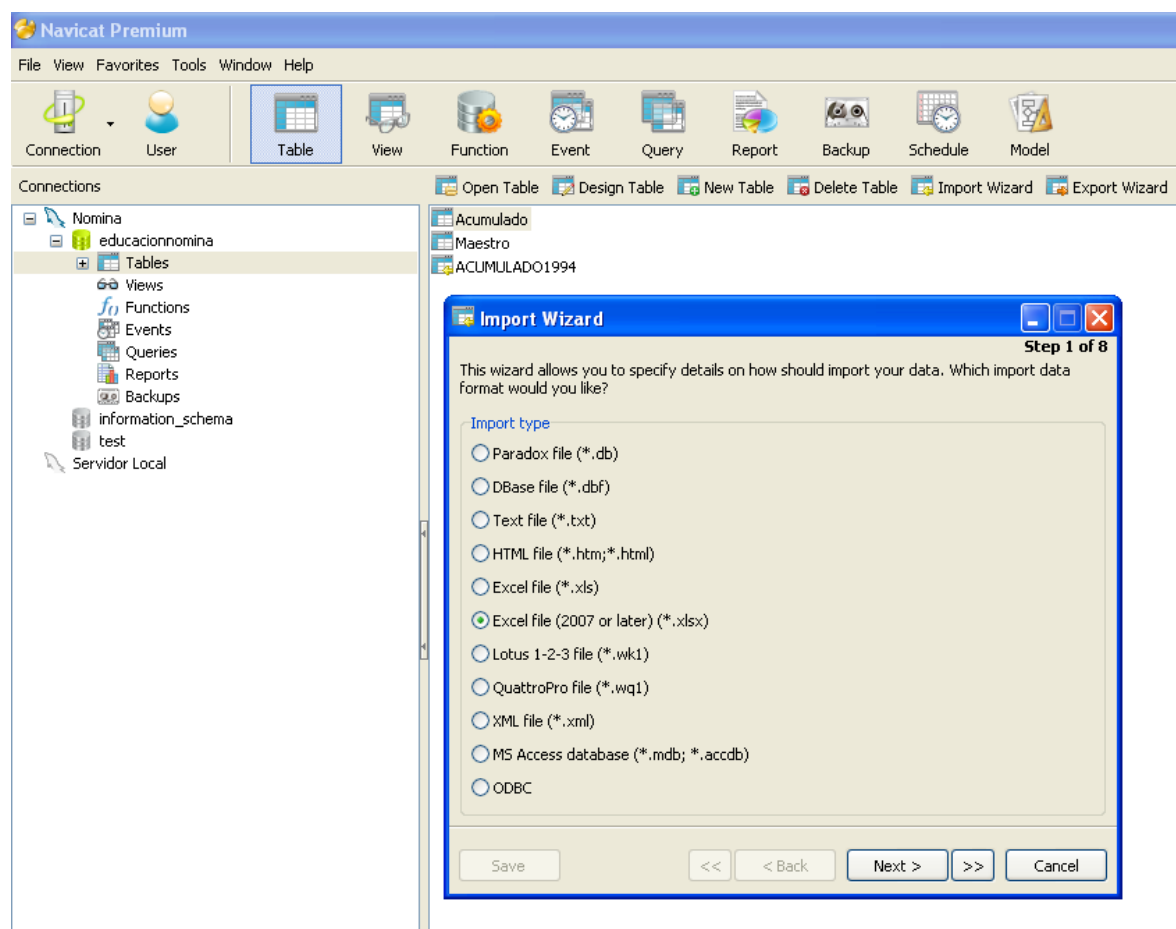 Navicat Premium
File View Favorites Tools Window Help
Connection User Table View Function Event Query Report Backup Schedule Model
Connections
Open Table Design Table New Table Delete Table Import Wizard Export Wizard
Nomina
educacionnomina
Tables
Views
Functions
Events
Queries
Reports
Backups
information_schema
test
Servidor Local
Acumulado
Maestro
ACUMULADO1994
Import Wizard
Step 1 of 8
This wizard allows you to specify details on how should import your data. Which import data
format would you like?
Import type
Paradox file (*.db)
DBase file (*.dbf)
Text file (*.txt)
HTML file (*.htm;*.html)
Excel file (*.xls)
Excel file (2007 or later) (*.xlsx)
Lotus 1-2-3 file (*.wk1)
QuattroPro file (*.wq1)
XML file (*.xml)
MS Access database (*.mdb; *.accdb)
ODBC
Save << < Back Next > >> Cancel